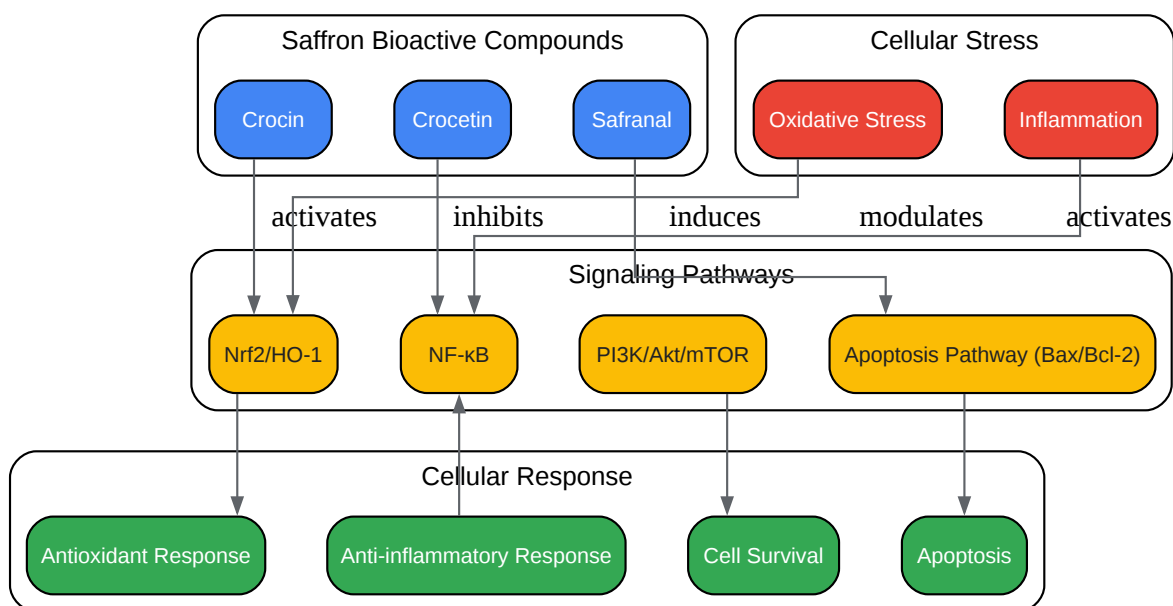 Saffron Bioactive Compounds
Cellular Stress
Crocin
Crocetin
Safranal
Oxidative Stress
Inflammation
activates
inhibits
induces
modulates
activates
Signaling Pathways
Nrf2/HO-1
NF-κB
PI3K/Akt/mTOR
Apoptosis Pathway (Bax/Bcl-2)
Cellular Response
Antioxidant Response
Anti-inflammatory Response
Cell Survival
Apoptosis